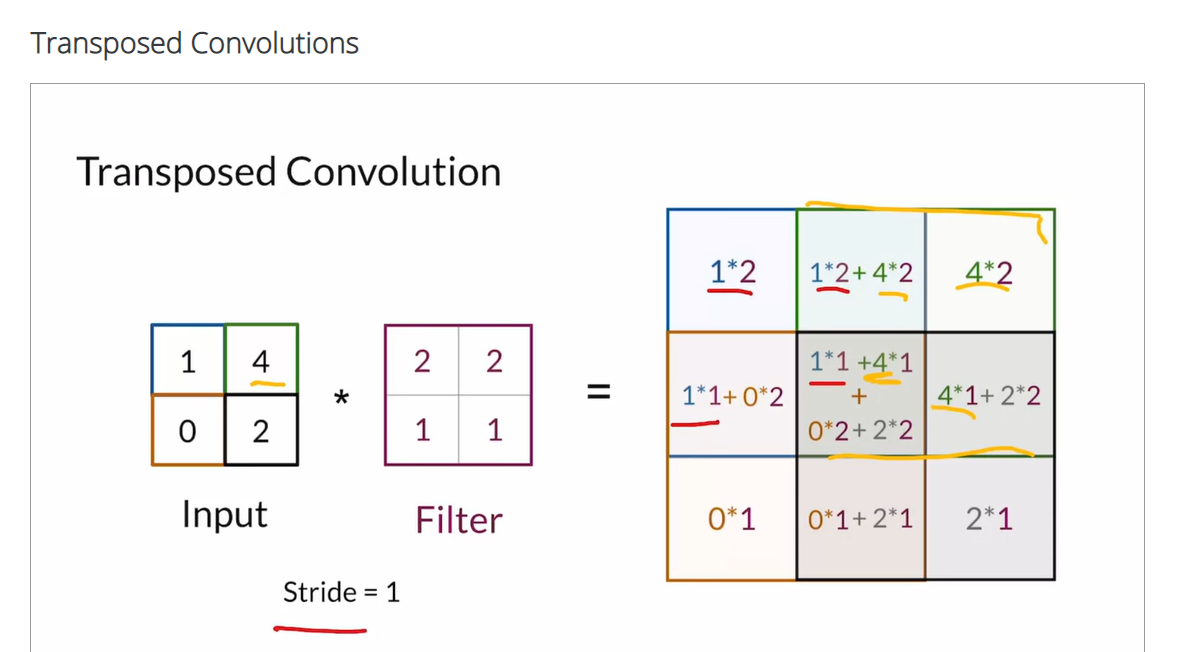 Transposed Convolutions
Transposed Convolution
1 4
0 2
Input
*
2 2
1 1
Filter
=
1*2 1*2+4*2 4*2
1*1+0*2 1*1+4*1 + 0*2+2*2 4*1+2*2
0*1 0*1+2*1 2*1
Stride = 1